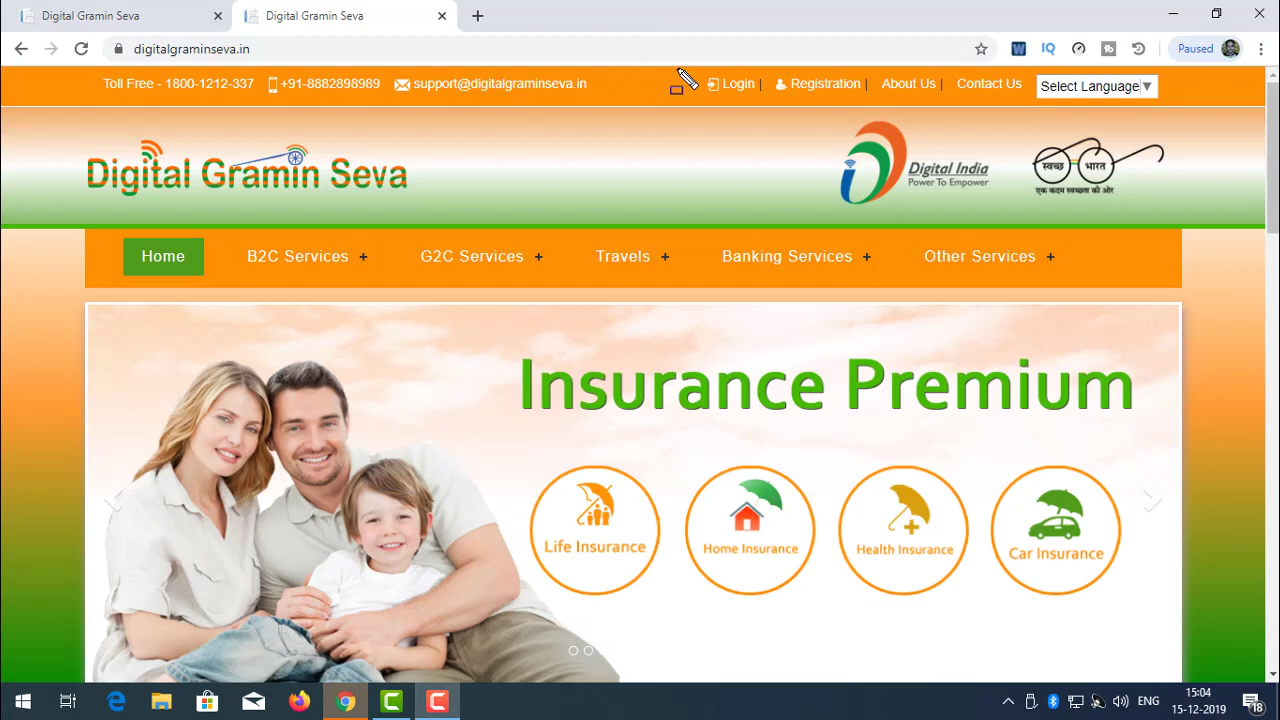 Digital Gramin Seva
Digital Gramin Seva
digitalgraminseva.in
Paused
Toll Free - 1800-1212-337 +91-8882898989 support@digitalgraminseva.in Login | Registration | About Us | Contact Us Select Language
Digital Gramin Seva
Digital India
Power To Empower
स्वच्छ भारत
एक कदम स्वच्छता की ओर
Home B2C Services + G2C Services + Travels + Banking Services + Other Services +
Insurance Premium
Life Insurance
Home Insurance
Health Insurance
Car Insurance
ENG
15:04
15-12-2019
18